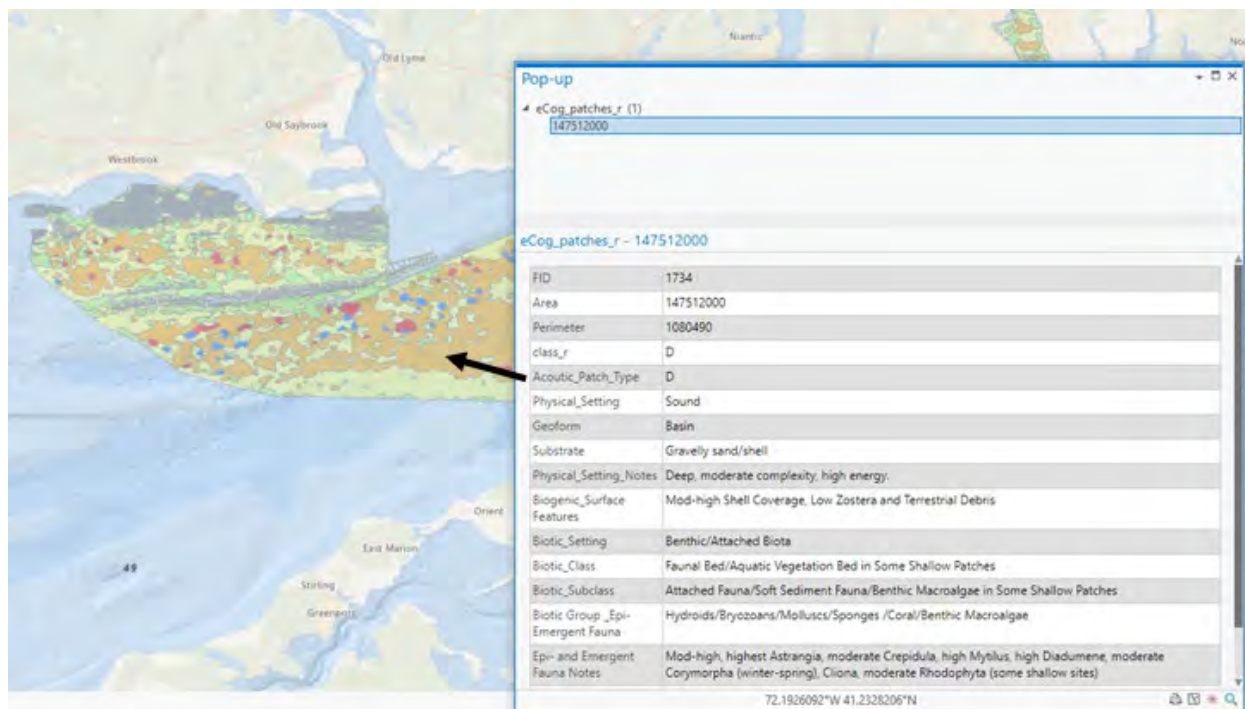 Niantic
No
Old Lyme
Old Saybrook
Westbrook
Orient
East Marion
49
Stirling
Greenport
Pop-up
eCog_patches_r (1)
147512000
eCog_patches_r - 147512000
FID 1734
Area 147512000
Perimeter 1080490
class_r D
Acoutic_Patch_Type D
Physical_Setting Sound
Geoform Basin
Substrate Gravelly sand/shell
Physical_Setting_Notes Deep, moderate complexity, high energy.
Biogenic_Surface Mod-high Shell Coverage, Low Zostera and Terrestrial Debris
Features
Biotic_Setting Benthic/Attached Biota
Biotic_Class Faunal Bed/Aquatic Vegetation Bed in Some Shallow Patches
Biotic_Subclass Attached Fauna/Soft Sediment Fauna/Benthic Macroalgae in Some Shallow Patches
Biotic Group _Epi- Hydroids/Bryozoans/Molluscs/Sponges /Coral/Benthic Macroalgae
Emergent Fauna
Epi- and Emergent Mod-high, highest Astrangia, moderate Crepidula, high Mytilus, high Diadumene, moderate
Fauna Notes Corymorpha (winter-spring), Cliona, moderate Rhodophyta (some shallow sites)
72.1926092°W 41.2328206°N